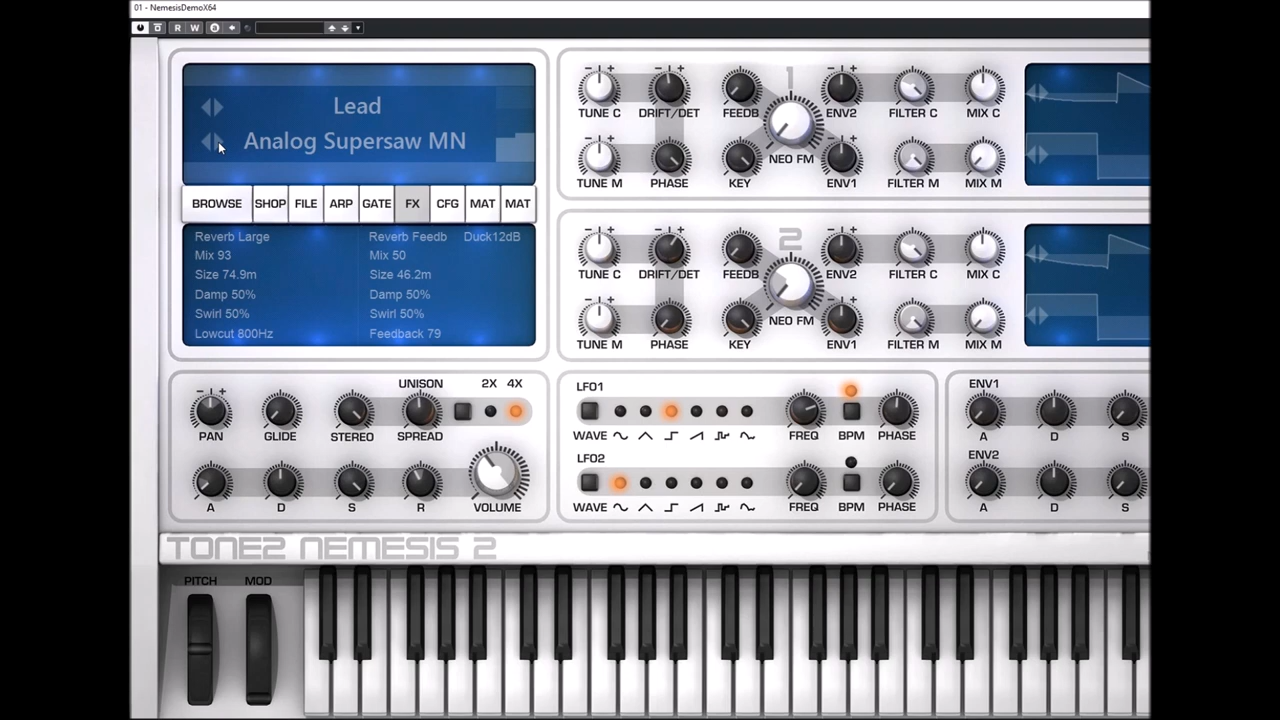 01 - NemesisDemoX64
R W
Lead
Analog Supersaw MN
BROWSE SHOP FILE ARP GATE FX CFG MAT MAT
Reverb Large Reverb Feedb Duck12dB
Mix 93 Mix 50
Size 74.9m Size 46.2m
Damp 50% Damp 50%
Swirl 50% Swirl 50%
Lowcut 800Hz Feedback 79
1
TUNE C DRIFT/DET FEEDB ENV2 FILTER C MIX C
NEO FM
TUNE M PHASE KEY ENV1 FILTER M MIX M
2
TUNE C DRIFT/DET FEEDB ENV2 FILTER C MIX C
NEO FM
TUNE M PHASE KEY ENV1 FILTER M MIX M
UNISON 2X 4X
PAN GLIDE STEREO SPREAD
A D S R VOLUME
LFO1
WAVE FREQ BPM PHASE
LFO2
WAVE FREQ BPM PHASE
ENV1
A D S
ENV2
A D S
TONE2 NEMESIS 2
PITCH MOD